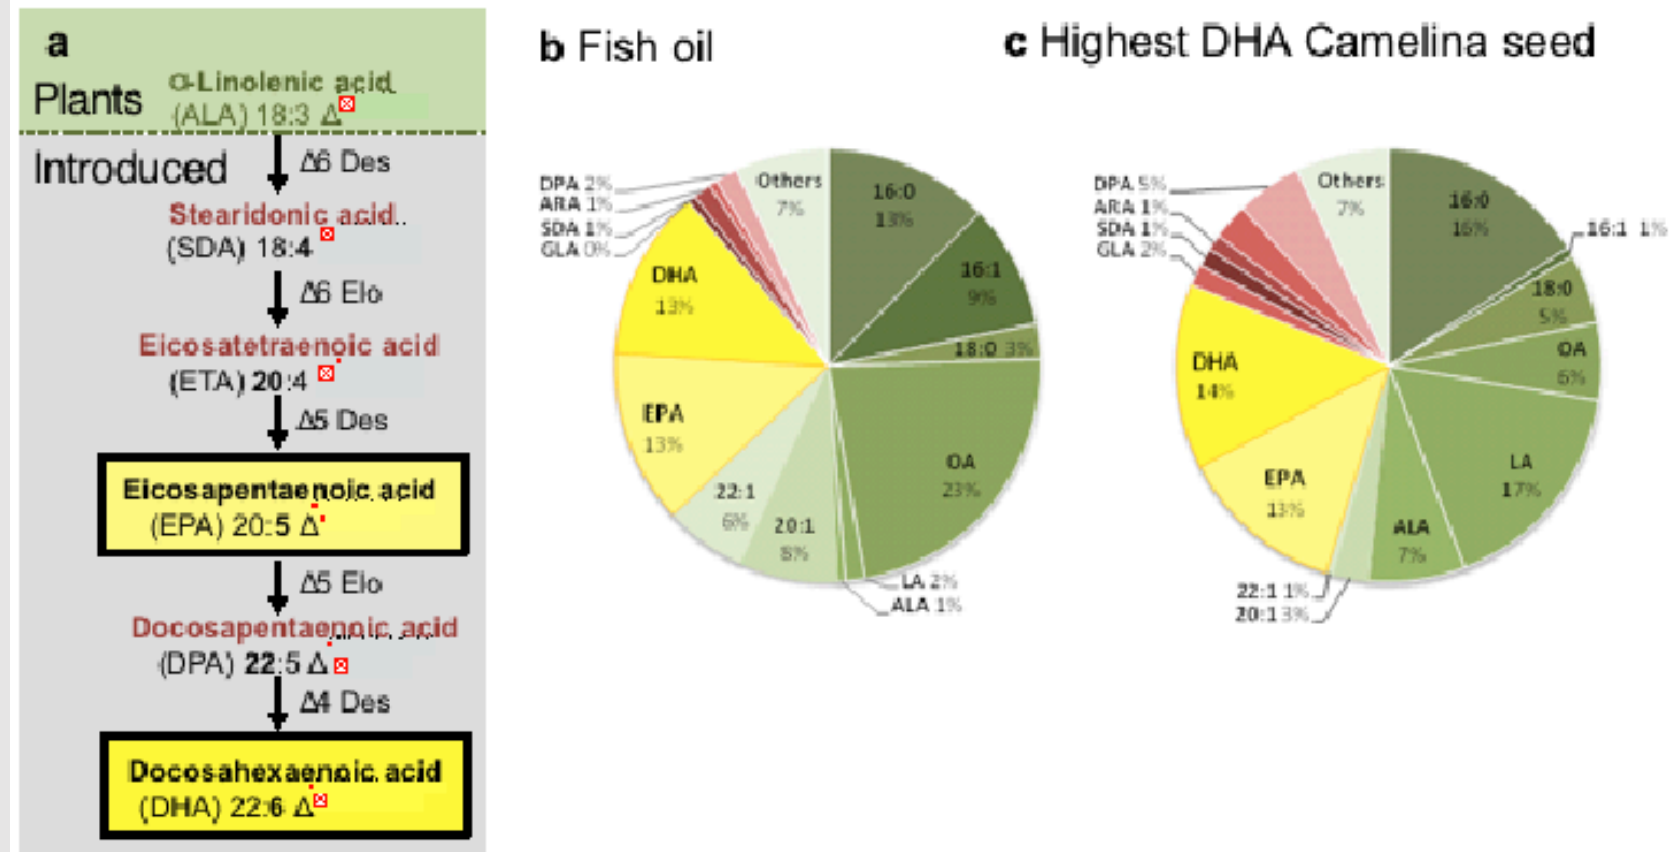 a
Plants
α-Linolenic acid
(ALA) 18:3 Δ
Introduced
Δ6 Des
Stearidonic acid
(SDA) 18:4
Δ6 Elo
Eicosatetraenoic acid
(ETA) 20:4
Δ5 Des
Eicosapentaenoic acid
(EPA) 20:5 Δ
Δ5 Elo
Docosapentaenoic acid
(DPA) 22:5 Δ
Δ4 Des
Docosahexaenoic acid
(DHA) 22:6 Δ
b Fish oil
DPA 2%
ARA 1%
SDA 1%
GLA 0%
Others
7%
16:0
13%
16:1
9%
18:0 3%
OA
23%
LA 2%
ALA 1%
20:1
8%
22:1
6%
EPA
13%
DHA
13%
c Highest DHA Camelina seed
DPA 5%
ARA 1%
SDA 1%
GLA 2%
Others
7%
16:0
16%
16:1 1%
18:0
5%
OA
6%
LA
17%
ALA
7%
22:1 1%
20:1 3%
EPA
13%
DHA
14%